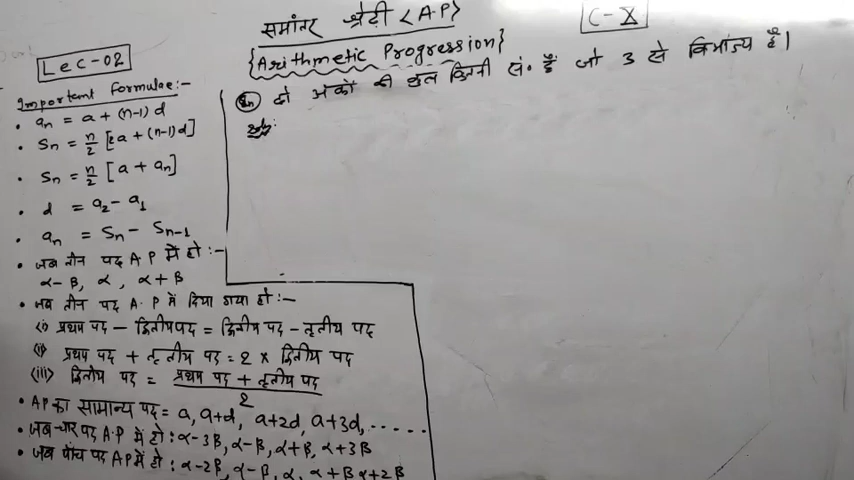 समांतर श्रेढ़ी <A.P>
C-X
{Arithmetic Progression}
Lec-02
Important formulae:-
• an = a + (n-1)d
• Sn = n/2 [2a + (n-1)d]
• Sn = n/2 [a + an]
• d = a2 - a1
• an = Sn - Sn-1
• जब तीन पद A P में हो:-
α-β, α, α+β
• जब तीन पद A.P में दिया गया हो:-
(i) प्रथम पद - द्वितीय पद = द्वितीय पद - तृतीय पद
(ii) प्रथम पद + तृतीय पद = 2 × द्वितीय पद
(iii) द्वितीय पद = प्रथम पद + तृतीय पद / 2
• AP का सामान्य पद = a, a+d, a+2d, a+3d, .....
• जब चार पद A.P में हो: α-3β, α-β, α+β, α+3β
• जब पाँच पद AP में हो: α-2β, α-β, α, α+β α+2β
दो अंकों की कुल कितनी सं. हैं जो 3 से विभाज्य है।